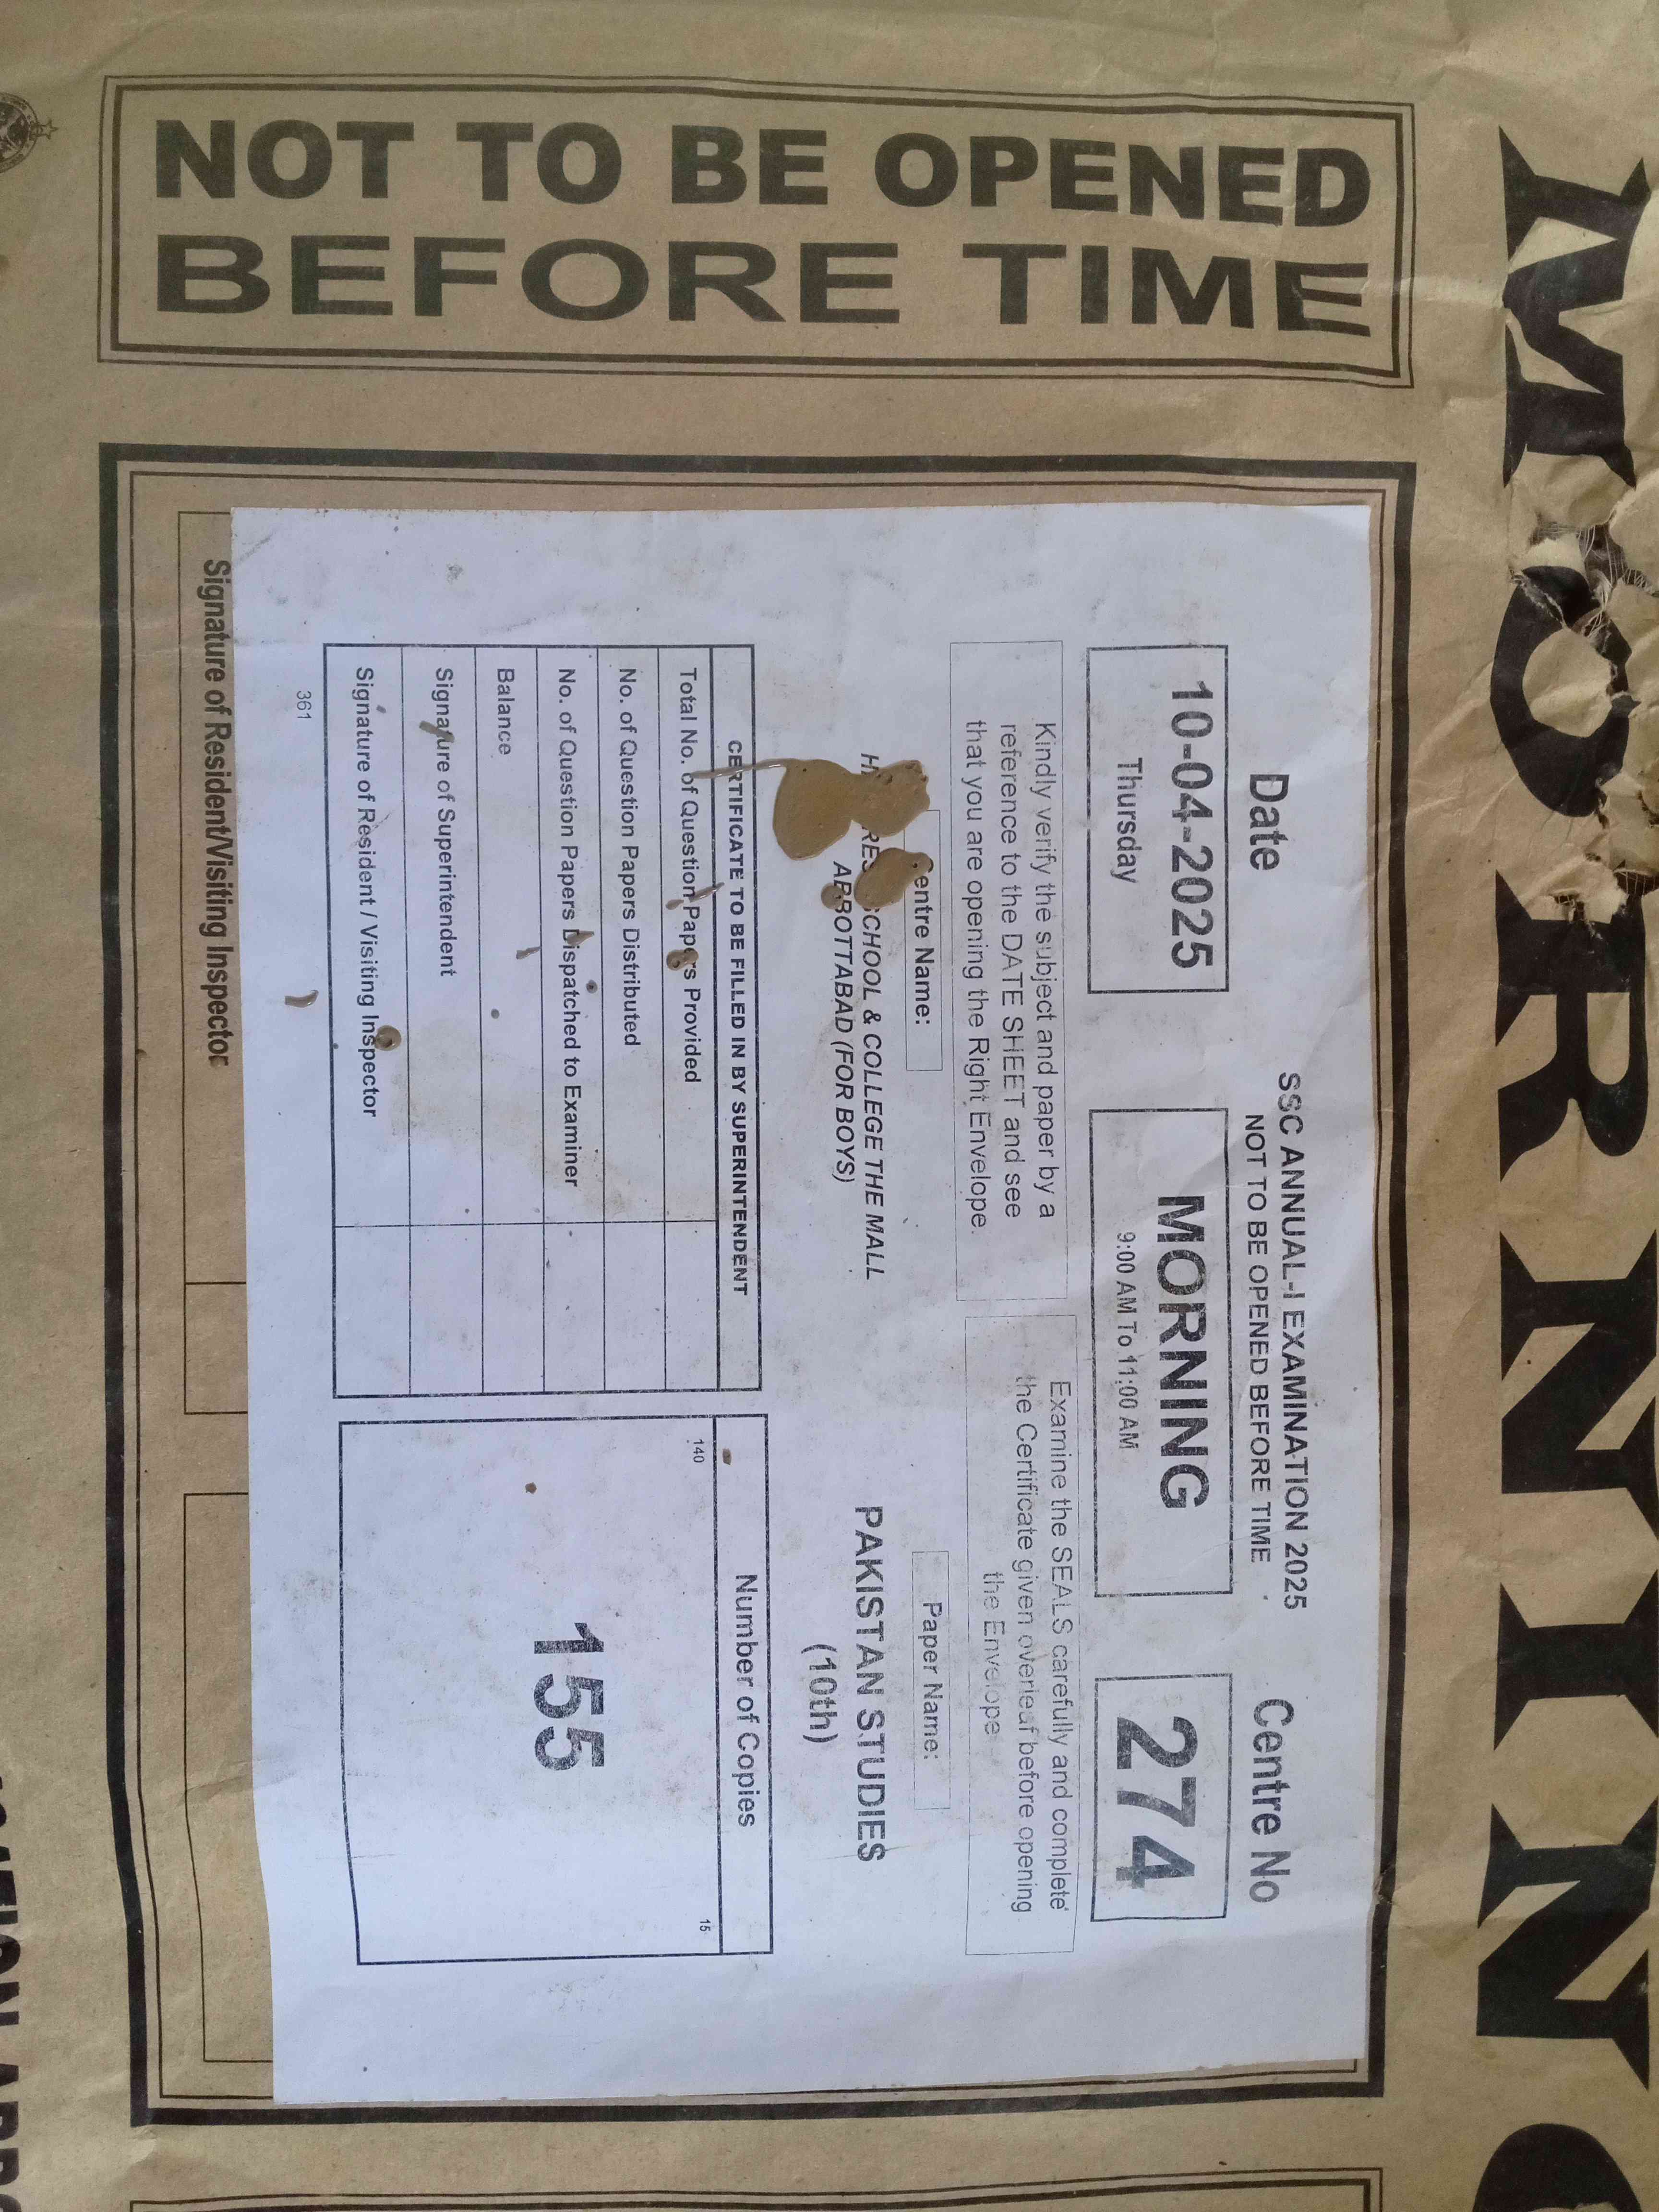 MORNING
NOT TO BE OPENED
BEFORE TIME
SSC ANNUAL-I EXAMINATION 2025
NOT TO BE OPENED BEFORE TIME
Date
10-04-2025
Thursday
MORNING
9:00 AM To 11:00 AM
Centre No
274
Kindly verify the subject and paper by a
reference to the DATE SHEET and see
that you are opening the Right Envelope.
Examine the SEALS carefully and complete
the Certificate given overleaf before opening
the Envelope
Centre Name:
SCHOOL & COLLEGE THE MALL
ABBOTTABAD (FOR BOYS)
Paper Name:
PAKISTAN STUDIES
(10th)
CERTIFICATE TO BE FILLED IN BY SUPERINTENDENT
Total No. of Question Papers Provided
No. of Question Papers Distributed
No. of Question Papers Dispatched to Examiner
Balance
Signature of Superintendent
Signature of Resident / Visiting Inspector
361
Number of Copies
140
15
155
Signature of Resident/Visiting Inspector